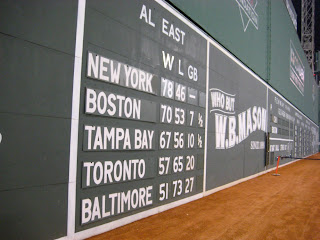 AL EAST
W L GB
NEW YORK 78 46 –
BOSTON 70 53 7 ½
TAMPA BAY 67 56 10 ½
TORONTO 57 65 20
BALTIMORE 51 73 27
WHO BUT
W.B. MASON